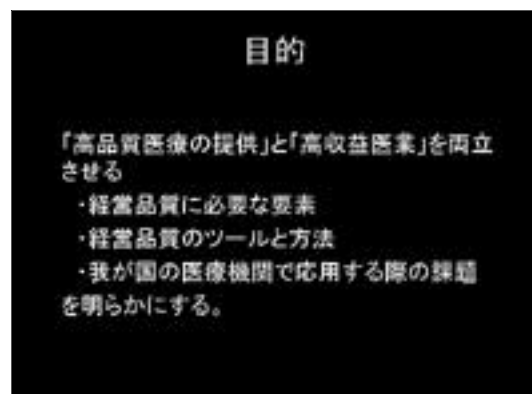 目的
「高品質医療の提供」と「高収益医業」を両立
させる
・経営品質に必要な要素
・経営品質のツールと方法
・我が国の医療機関で応用する際の課題
を明らかにする。